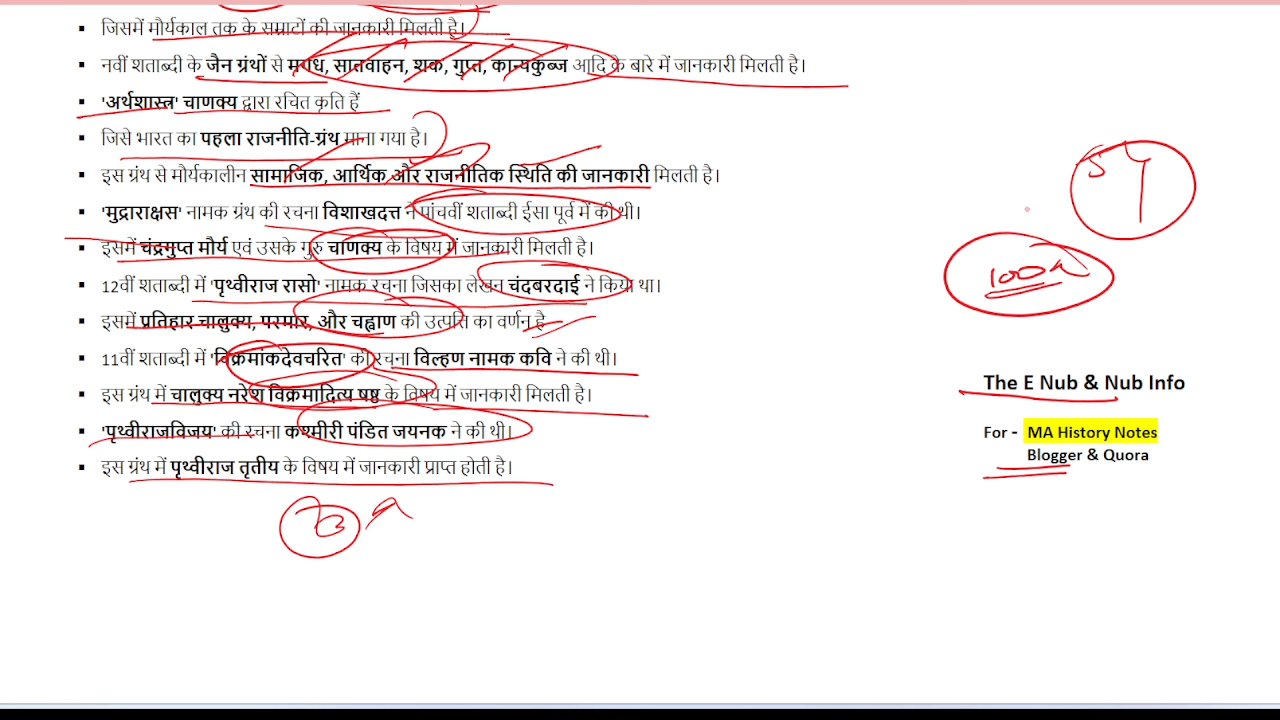 ▪ जिसमें मौर्यकाल तक के सम्राटों की जानकारी मिलती है।
▪ नवीं शताब्दी के जैन ग्रंथों से मगध, सातवाहन, शक, गुप्त, कान्यकुब्ज आदि के बारे में जानकारी मिलती है।
▪ 'अर्थशास्त्र' चाणक्य द्वारा रचित कृति हैं
▪ जिसे भारत का पहला राजनीति-ग्रंथ माना गया है।
▪ इस ग्रंथ से मौर्यकालीन सामाजिक, आर्थिक और राजनीतिक स्थिति की जानकारी मिलती है।
▪ 'मुद्राराक्षस' नामक ग्रंथ की रचना विशाखदत्त ने पांचवीं शताब्दी ईसा पूर्व में की थी।
▪ इसमें चंद्रमुप्त मौर्य एवं उसके गुरु चाणक्य के विषय में जानकारी मिलती है।
▪ 12वीं शताब्दी में 'पृथ्वीराज रासो' नामक रचना जिसका लेखन चंदबरदाई ने किया था।
▪ इसमें प्रतिहार चालुक्य, परमार, और चह्वाण की उत्पत्ति का वर्णन है
▪ 11वीं शताब्दी में 'विक्रमांकदेवचरित' की रचना विल्हण नामक कवि ने की थी।
▪ इस ग्रंथ में चालुक्य नरेश विक्रमादित्य षष्ठ के विषय में जानकारी मिलती है।
▪ 'पृथ्वीराजविजय' की रचना कश्मीरी पंडित जयनक ने की थी।
▪ इस ग्रंथ में पृथ्वीराज तृतीय के विषय में जानकारी प्राप्त होती है।
The E Nub & Nub Info
For - MA History Notes
Blogger & Quora